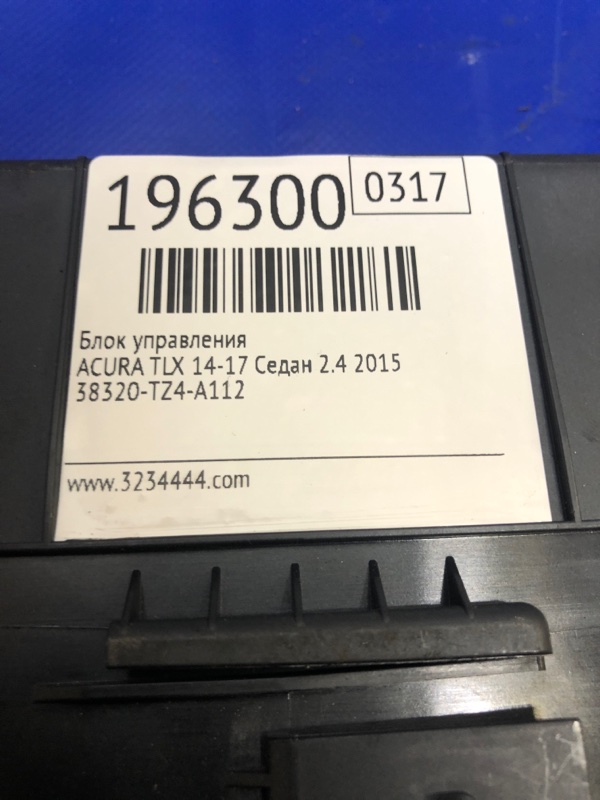 196300
0317
Блок управления
ACURA TLX 14-17 Седан 2.4 2015
38320-TZ4-A112
www.3234444.com